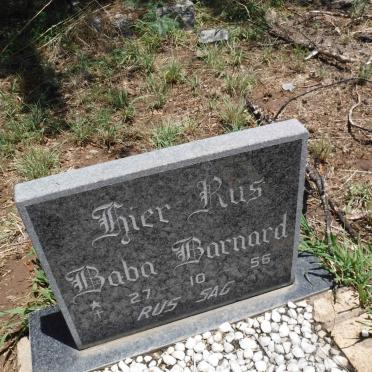 Hier Rus
Baba Barnard
27 10 56
RUS SAG